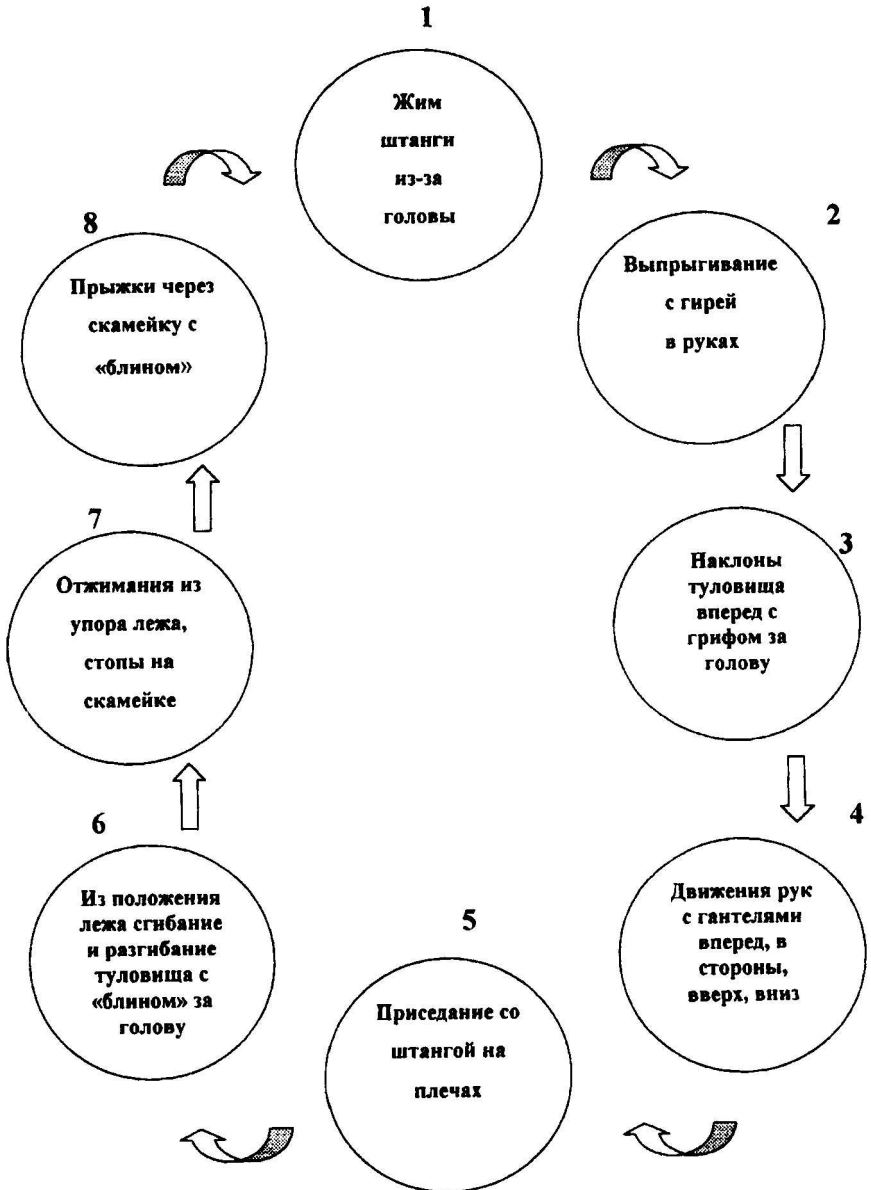 1
Жим
штанги
из-за
головы
2
Выпрыгивание
с гирей
в руках
3
Наклоны
туловища
вперед с
грифом за
голову
4
Движения рук
с гантелями
вперед, в
стороны,
вверх, вниз
5
Приседание со
штангой на
плечах
6
Из положения
лежа сгибание
и разгибание
туловища с
«блином» за
голову
7
Отжимания из
упора лежа,
стопы на
скамейке
8
Прыжки через
скамейку с
«блином»